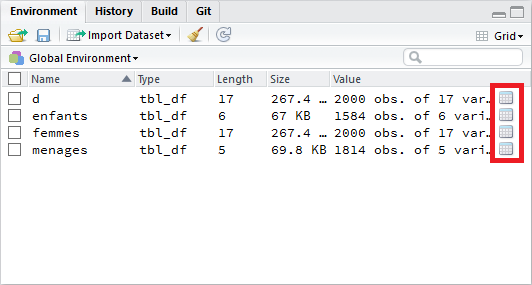 Environment History Build Git
Import Dataset Grid
Global Environment
Name Type Length Size Value
d tbl_df 17 267.4 … 2000 obs. of 17 var…
enfants tbl_df 6 67 KB 1584 obs. of 6 vari…
femmes tbl_df 17 267.4 … 2000 obs. of 17 var…
menages tbl_df 5 69.8 KB 1814 obs. of 5 vari…